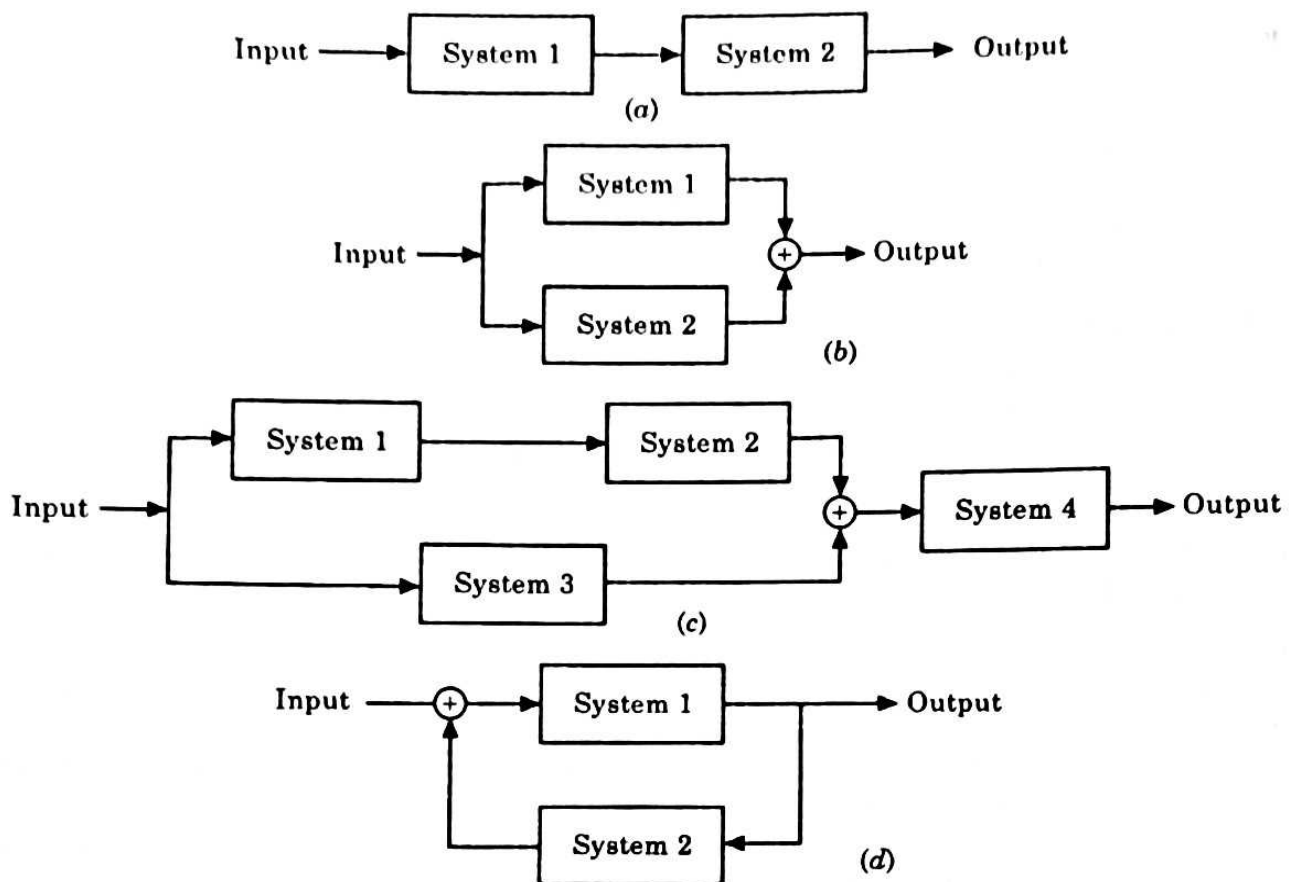 Input System 1 System 2 Output
(a)
System 1
Input + Output
System 2
(b)
System 1 System 2
Input + System 4 Output
System 3
(c)
Input + System 1 Output
System 2
(d)